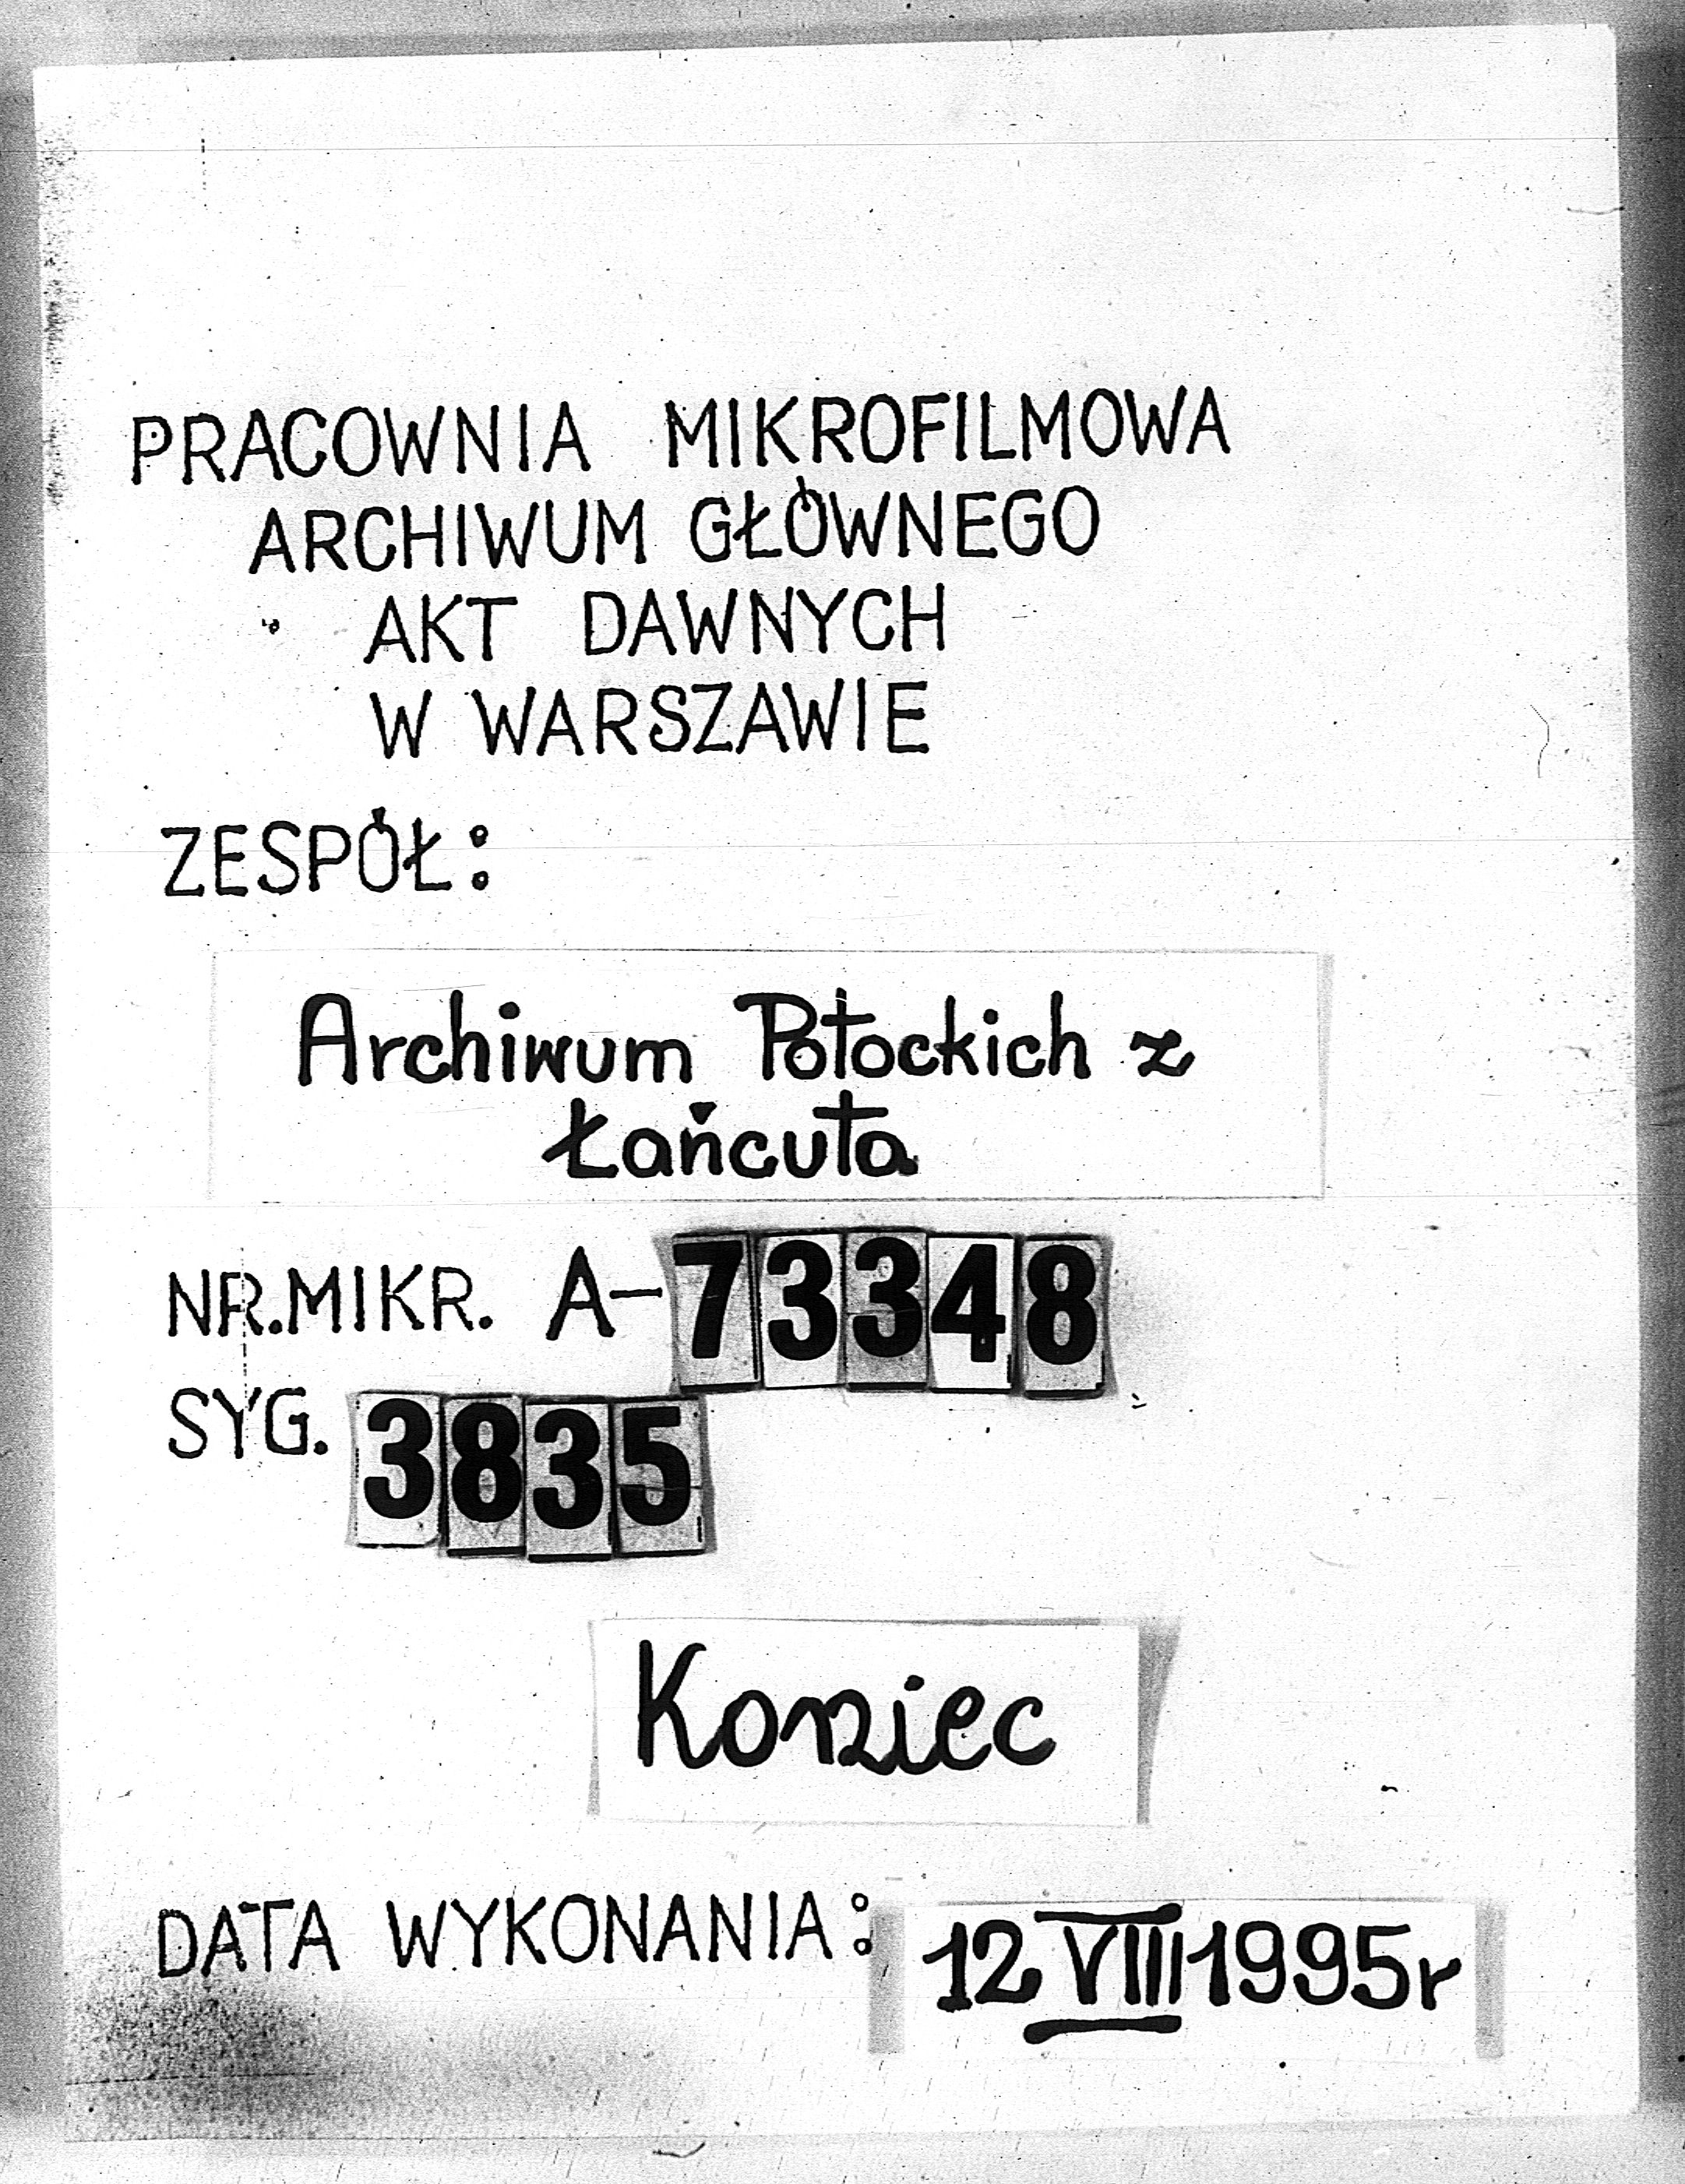 PRACOWNIA MIKROFILMOWA
ARCHIWUM GŁÓWNEGO
AKT DAWNYCH
W WARSZAWIE
ZESPÓŁ:
Archiwum Potockich z
Łańcuta
NR.MIKR. A-73348
SYG. 3835
Koniec
DATA WYKONANIA: 12 VIII 1995r